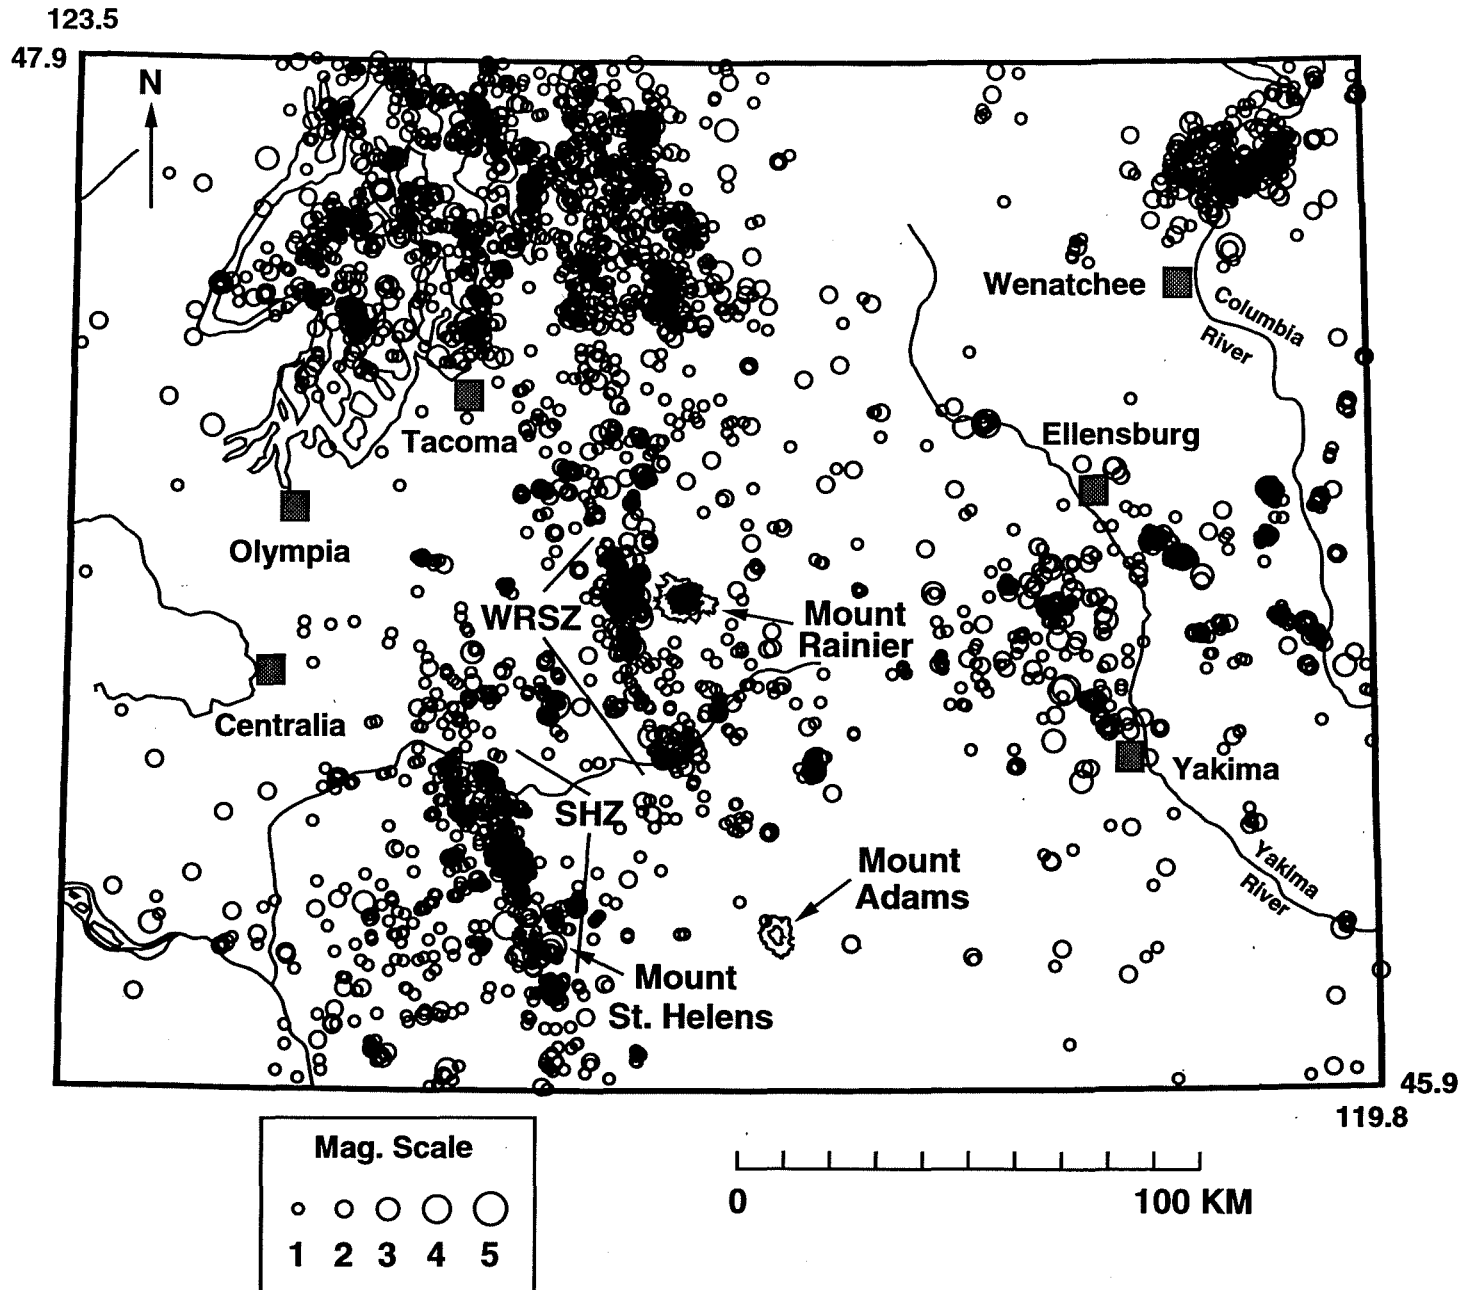 123.5
47.9
N
Wenatchee
Columbia
River
Tacoma
Ellensburg
Olympia
WRSZ
Mount
Rainier
Centralia
Yakima
SHZ
Mount
Adams
Yakima
River
Mount
St. Helens
45.9
119.8
Mag. Scale
1 2 3 4 5
0 100 KM